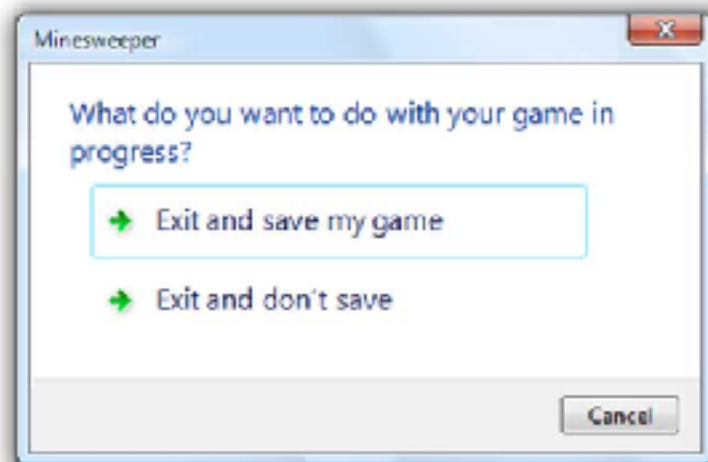 Minesweeper
What do you want to do with your game in
progress?
Exit and save my game
Exit and don't save
Cancel